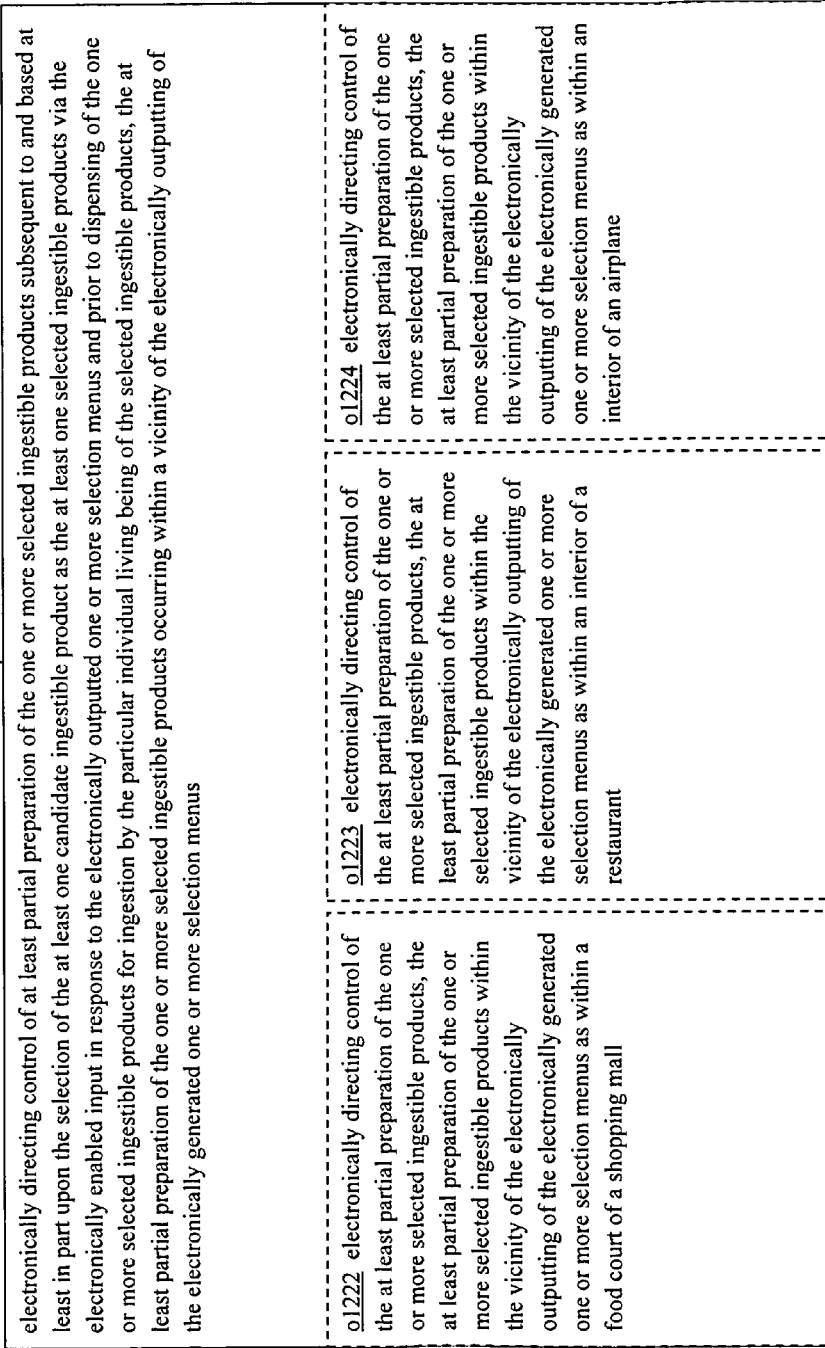 electronically directing control of at least partial preparation of the one or more selected ingestible products subsequent to and based at
least in part upon the selection of the at least one candidate ingestible product as the at least one selected ingestible products via the
electronically enabled input in response to the electronically outputted one or more selection menus and prior to dispensing of the one
or more selected ingestible products for ingestion by the particular individual living being of the selected ingestible products, the at
least partial preparation of the one or more selected ingestible products occurring within a vicinity of the electronically outputting of
the electronically generated one or more selection menus
o1222 electronically directing control of
the at least partial preparation of the one
or more selected ingestible products, the
at least partial preparation of the one or
more selected ingestible products within
the vicinity of the electronically
outputting of the electronically generated
one or more selection menus as within a
food court of a shopping mall
o1223 electronically directing control of
the at least partial preparation of the one or
more selected ingestible products, the at
least partial preparation of the one or more
selected ingestible products within the
vicinity of the electronically outputting of
the electronically generated one or more
selection menus as within an interior of a
restaurant
o1224 electronically directing control of
the at least partial preparation of the one
or more selected ingestible products, the
at least partial preparation of the one or
more selected ingestible products within
the vicinity of the electronically
outputting of the electronically generated
one or more selection menus as within an
interior of an airplane